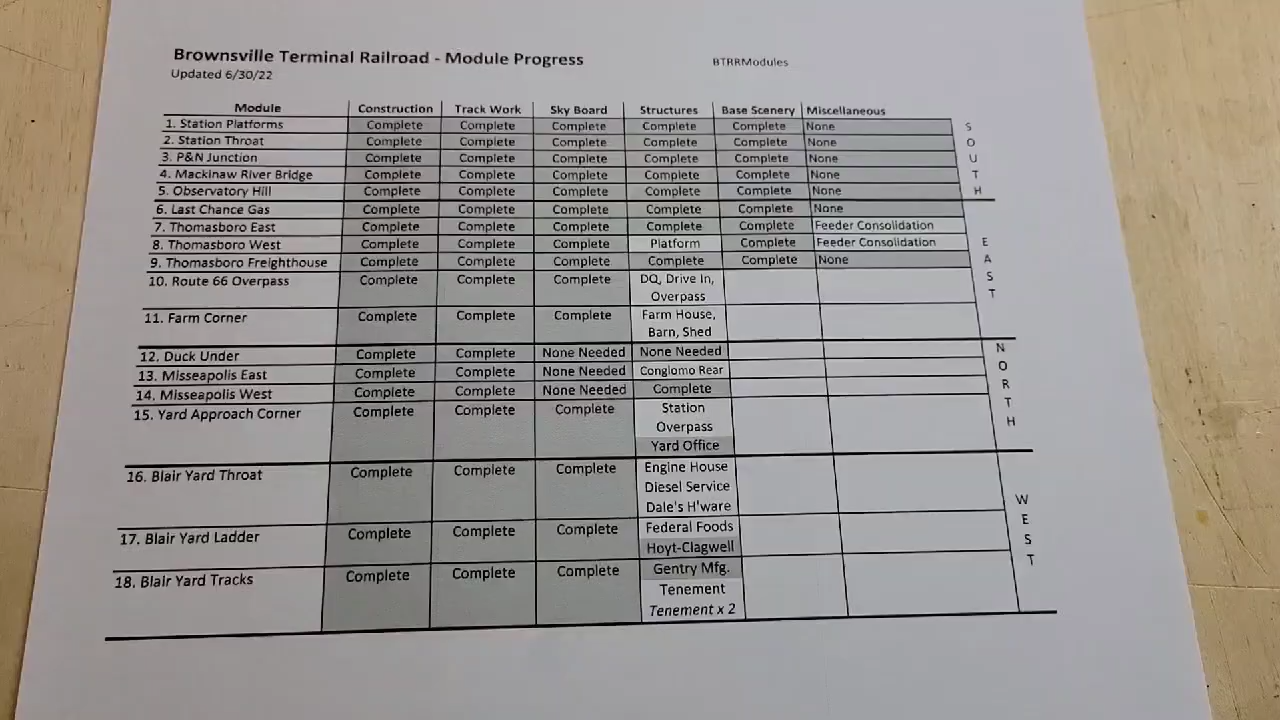 Brownsville Terminal Railroad - Module Progress BTRRModules
Updated 6/30/22
Module Construction Track Work Sky Board Structures Base Scenery Miscellaneous
1. Station Platforms Complete Complete Complete Complete Complete None S
2. Station Throat Complete Complete Complete Complete Complete None O
3. P&N Junction Complete Complete Complete Complete Complete None U
4. Mackinaw River Bridge Complete Complete Complete Complete Complete None T
5. Observatory Hill Complete Complete Complete Complete Complete None H
6. Last Chance Gas Complete Complete Complete Complete Complete None
7. Thomasboro East Complete Complete Complete Complete Complete Feeder Consolidation
8. Thomasboro West Complete Complete Complete Platform Complete Feeder Consolidation E
9. Thomasboro Freighthouse Complete Complete Complete Complete Complete None A
10. Route 66 Overpass Complete Complete Complete DQ, Drive In, S
Overpass T
11. Farm Corner Complete Complete Complete Farm House,
Barn, Shed
12. Duck Under Complete Complete None Needed None Needed N
13. Misseapolis East Complete Complete None Needed Conglomo Rear O
14. Misseapolis West Complete Complete None Needed Complete R
15. Yard Approach Corner Complete Complete Complete Station T
Overpass H
Yard Office
16. Blair Yard Throat Complete Complete Complete Engine House
Diesel Service W
Dale's H'ware E
17. Blair Yard Ladder Complete Complete Complete Federal Foods S
Hoyt-Clagwell T
18. Blair Yard Tracks Complete Complete Complete Gentry Mfg.
Tenement
Tenement x 2